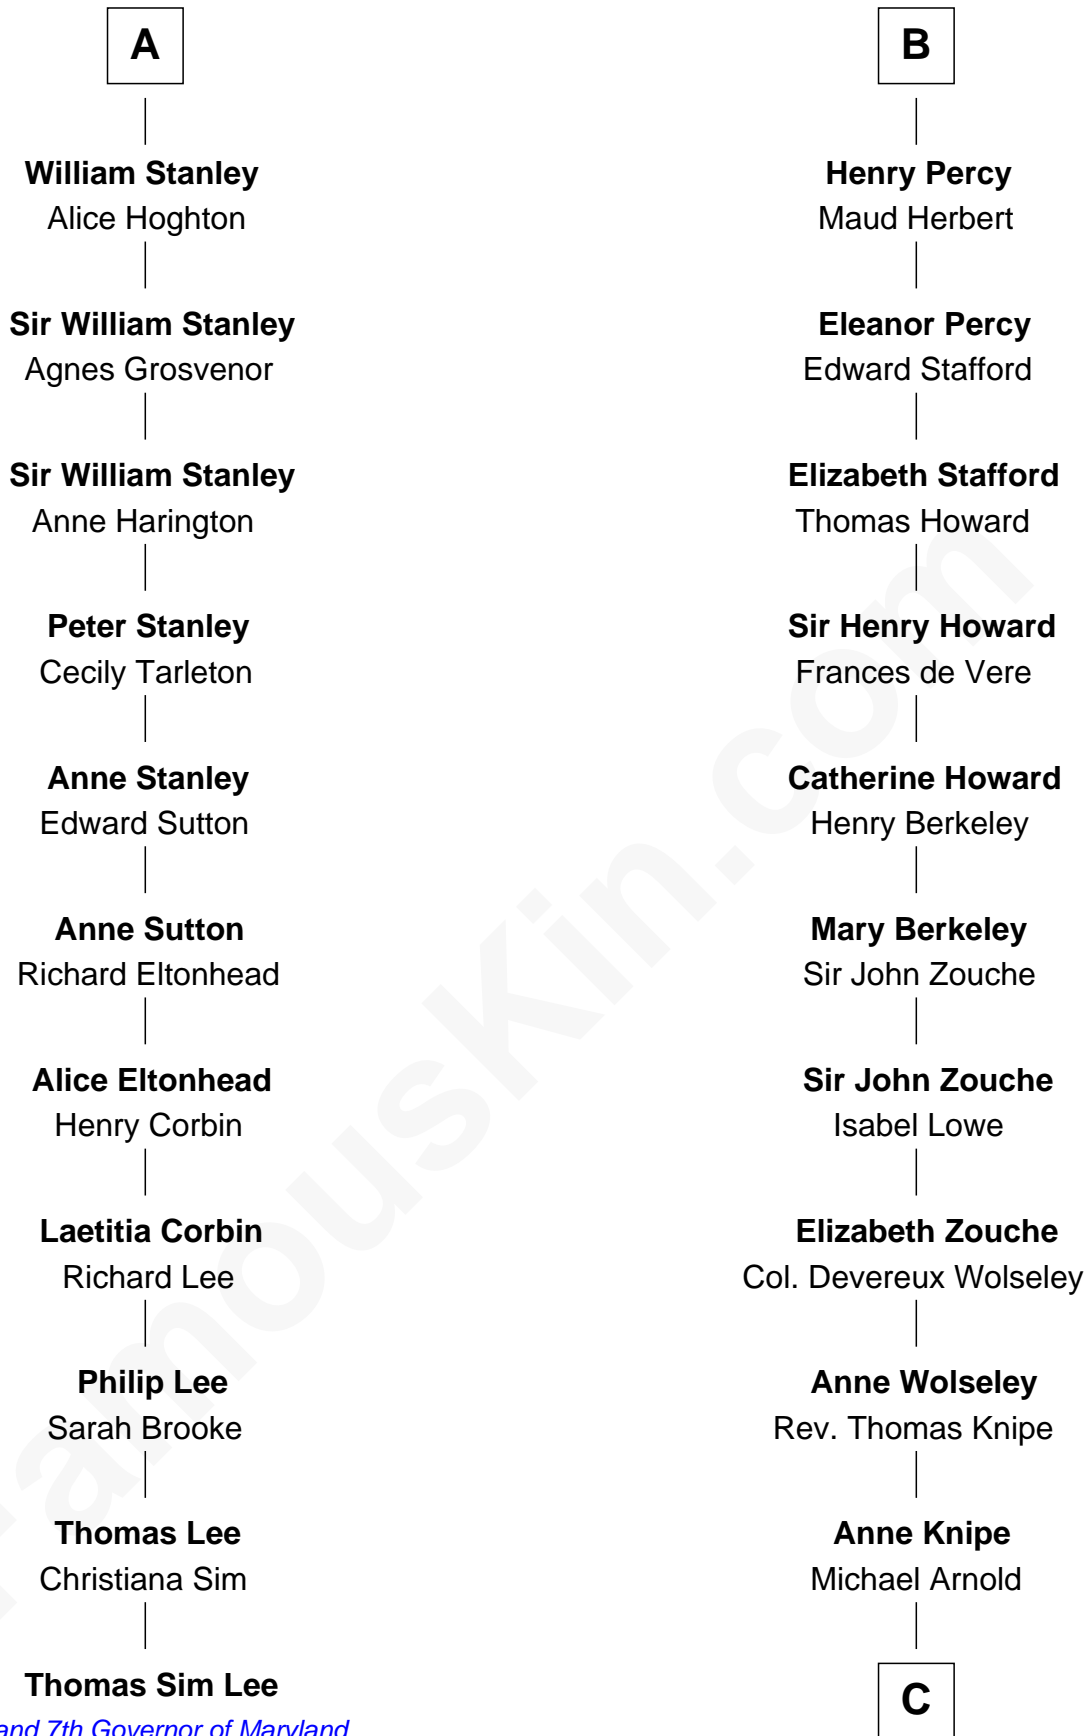 A
William Stanley
Alice Hoghton
Sir William Stanley
Agnes Grosvenor
Sir William Stanley
Anne Harington
Peter Stanley
Cecily Tarleton
Anne Stanley
Edward Sutton
Anne Sutton
Richard Eltonhead
Alice Eltonhead
Henry Corbin
Laetitia Corbin
Richard Lee
Philip Lee
Sarah Brooke
Thomas Lee
Christiana Sim
Thomas Sim Lee
and 7th Governor of Maryland
B
Henry Percy
Maud Herbert
Eleanor Percy
Edward Stafford
Elizabeth Stafford
Thomas Howard
Sir Henry Howard
Frances de Vere
Catherine Howard
Henry Berkeley
Mary Berkeley
Sir John Zouche
Sir John Zouche
Isabel Lowe
Elizabeth Zouche
Col. Devereux Wolseley
Anne Wolseley
Rev. Thomas Knipe
Anne Knipe
Michael Arnold
C
FamousKin.com